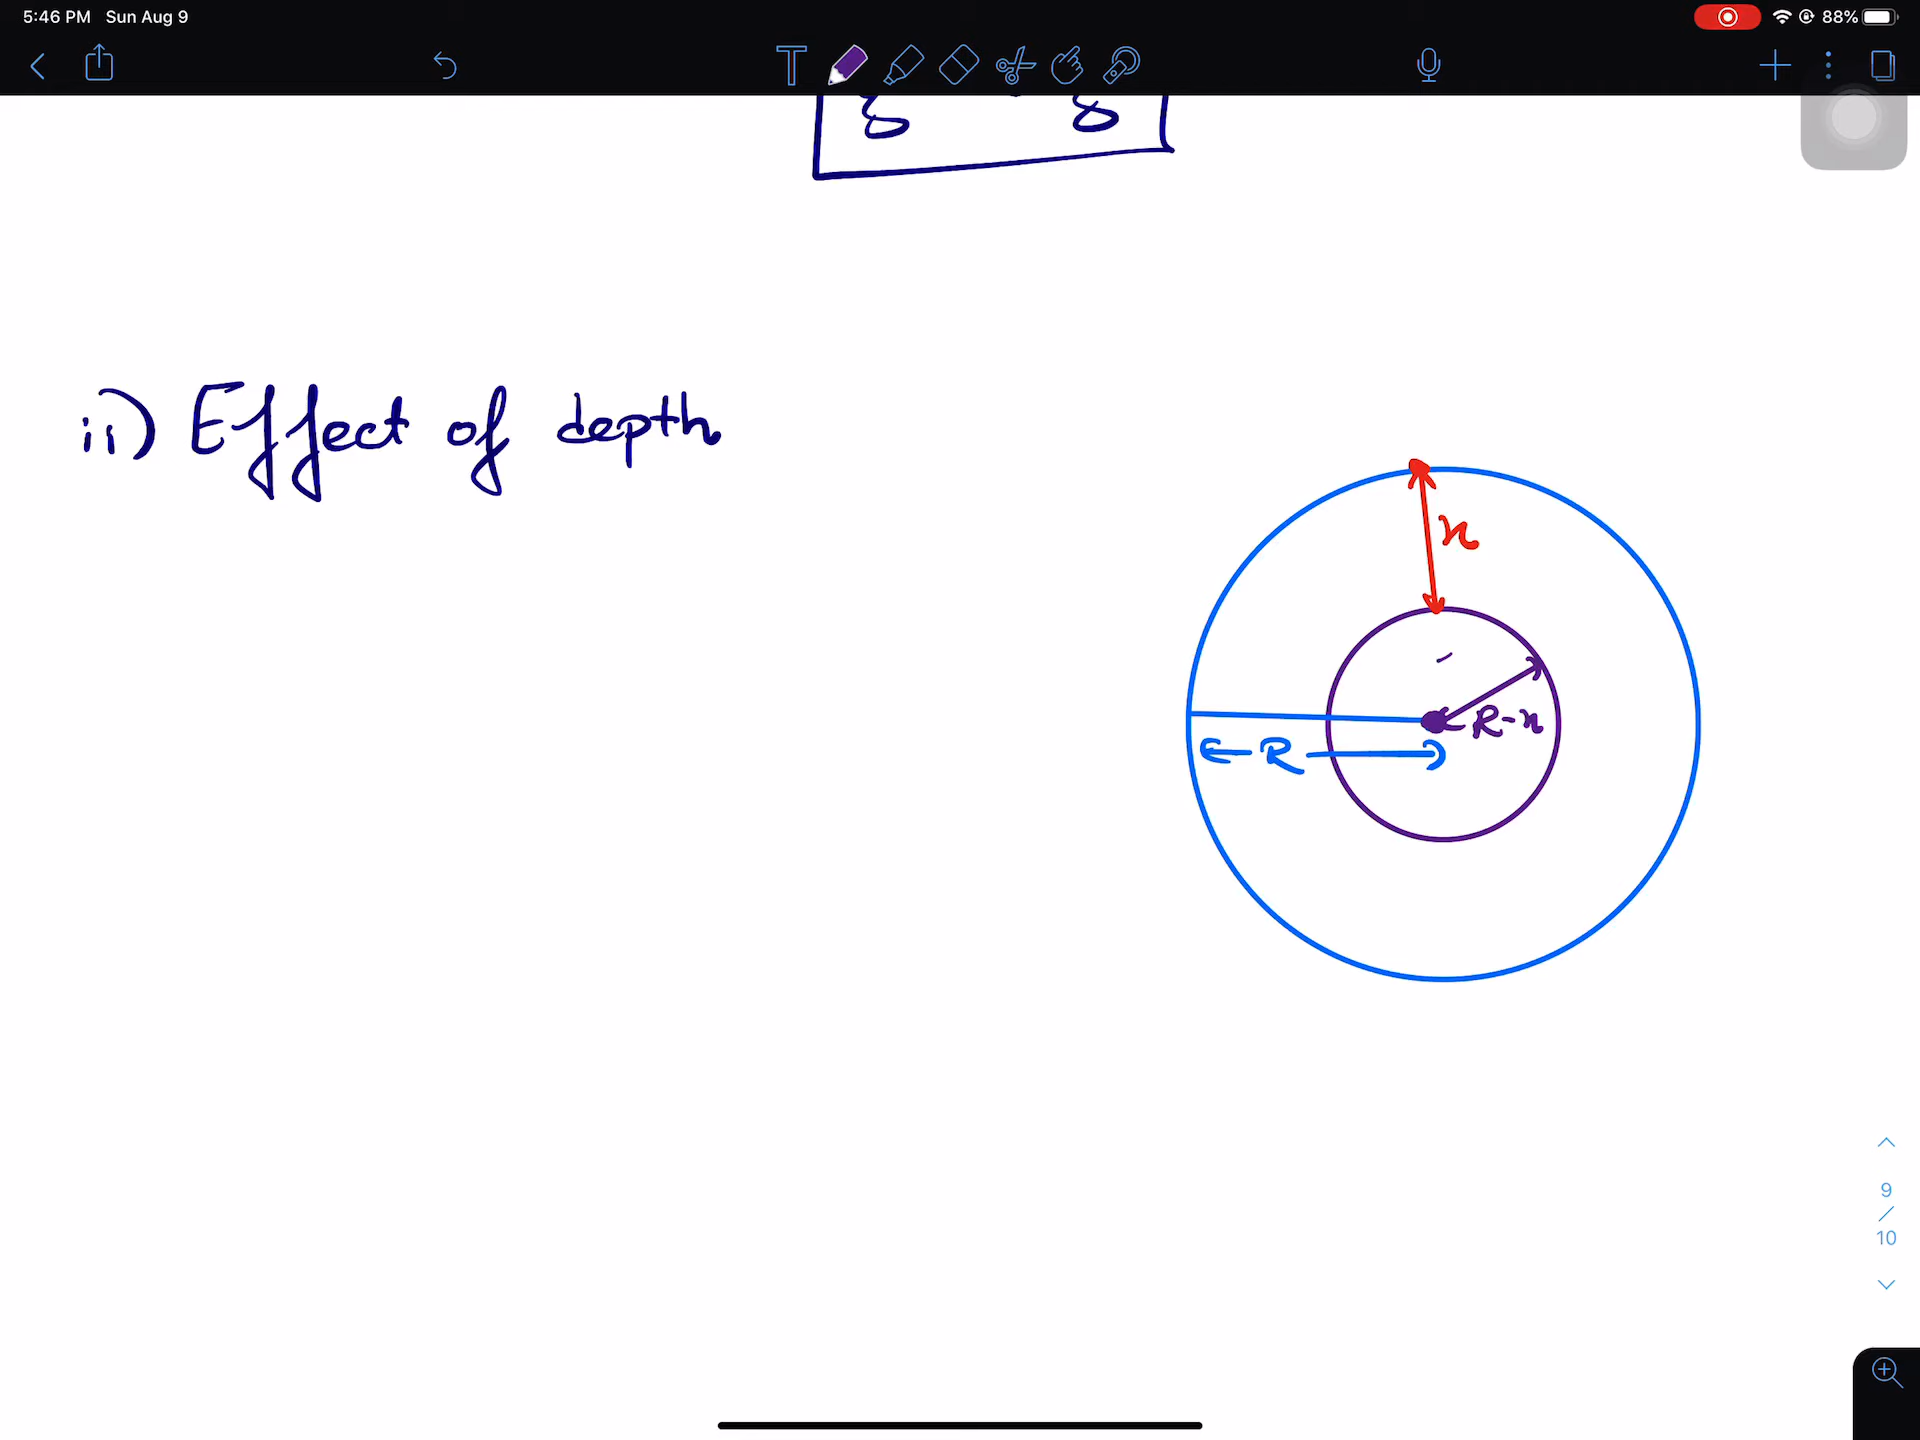 5:46 PM Sun Aug 9
88%
T
ii) Effect of depth
x
R-x
R
9
/
10